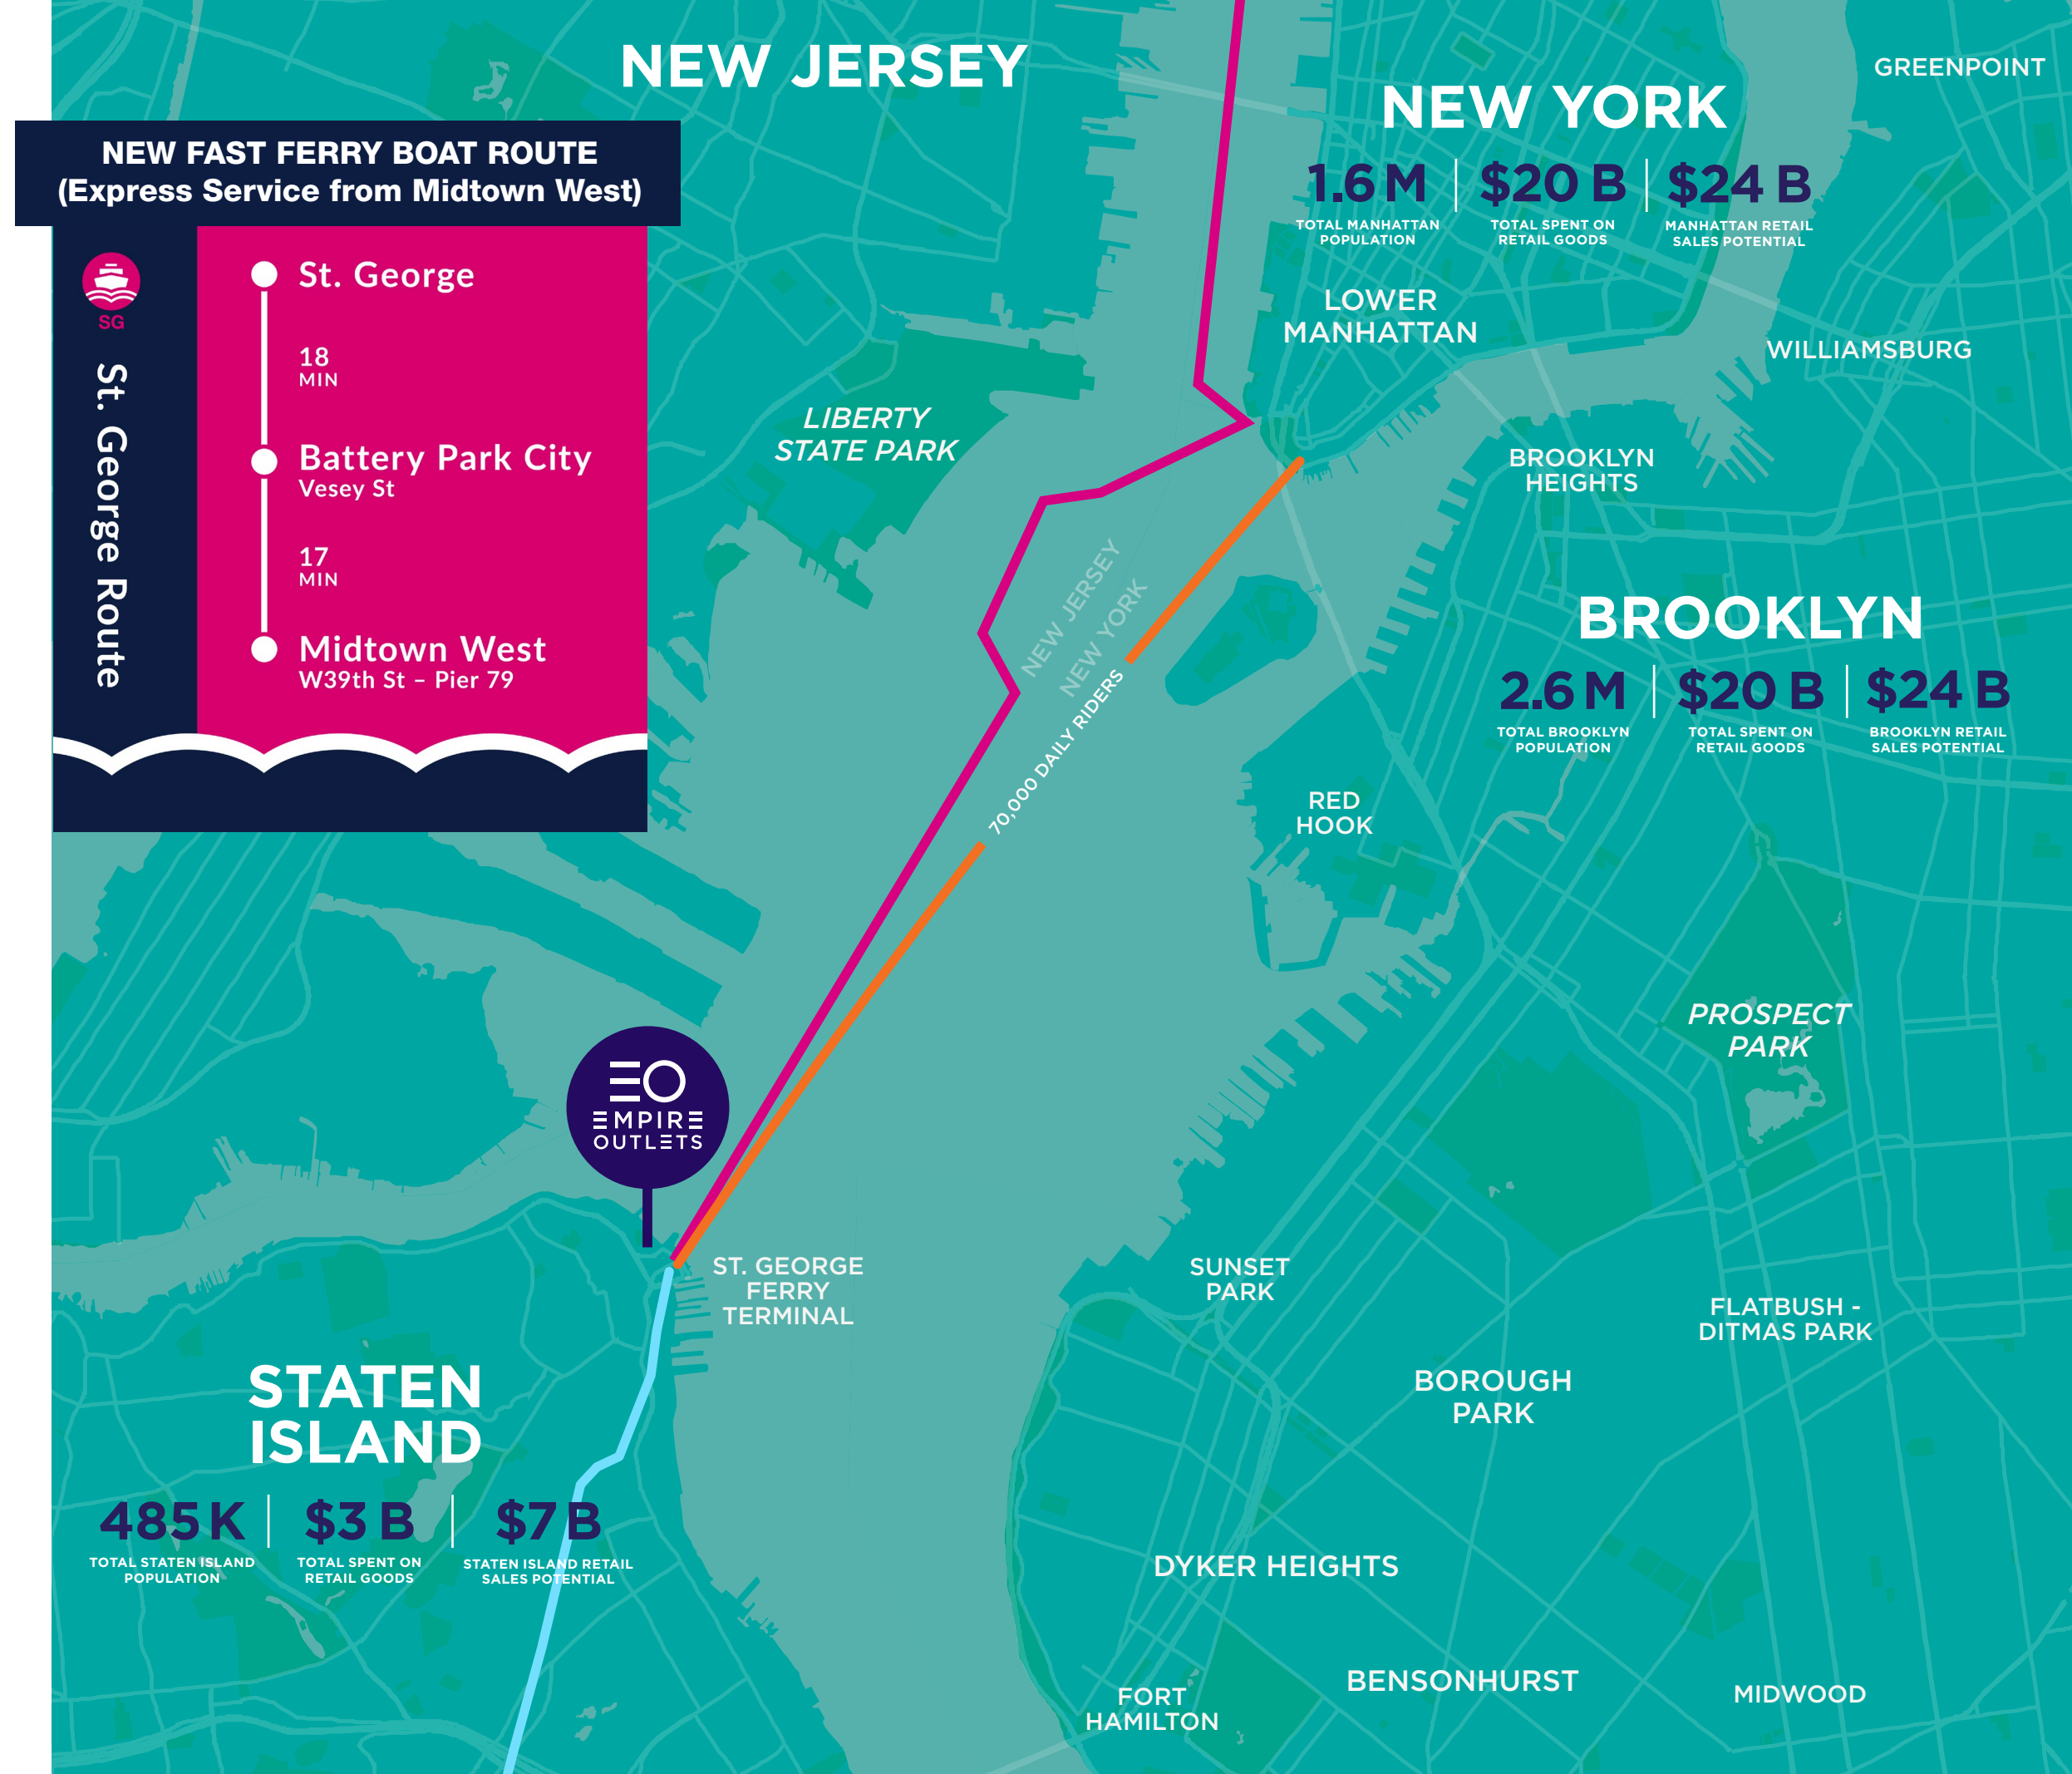 NEW JERSEY
NEW YORK
1.6 M
TOTAL MANHATTAN
POPULATION
$20 B
TOTAL SPENT ON
RETAIL GOODS
$24 B
MANHATTAN RETAIL
SALES POTENTIAL
GREENPOINT
NEW FAST FERRY BOAT ROUTE
(Express Service from Midtown West)
SG
St. George Route
St. George
18
MIN
Battery Park City
Vesey St
17
MIN
Midtown West
W39th St – Pier 79
LOWER
MANHATTAN
WILLIAMSBURG
LIBERTY
STATE PARK
BROOKLYN
HEIGHTS
NEW JERSEY
NEW YORK
70,000 DAILY RIDERS
BROOKLYN
2.6 M
TOTAL BROOKLYN
POPULATION
$20 B
TOTAL SPENT ON
RETAIL GOODS
$24 B
BROOKLYN RETAIL
SALES POTENTIAL
RED
HOOK
PROSPECT
PARK
EO
EMPIRE
OUTLETS
ST. GEORGE
FERRY
TERMINAL
SUNSET
PARK
FLATBUSH -
DITMAS PARK
BOROUGH
PARK
STATEN
ISLAND
485 K
TOTAL STATEN ISLAND
POPULATION
$3 B
TOTAL SPENT ON
RETAIL GOODS
$7 B
STATEN ISLAND RETAIL
SALES POTENTIAL
DYKER HEIGHTS
BENSONHURST
MIDWOOD
FORT
HAMILTON